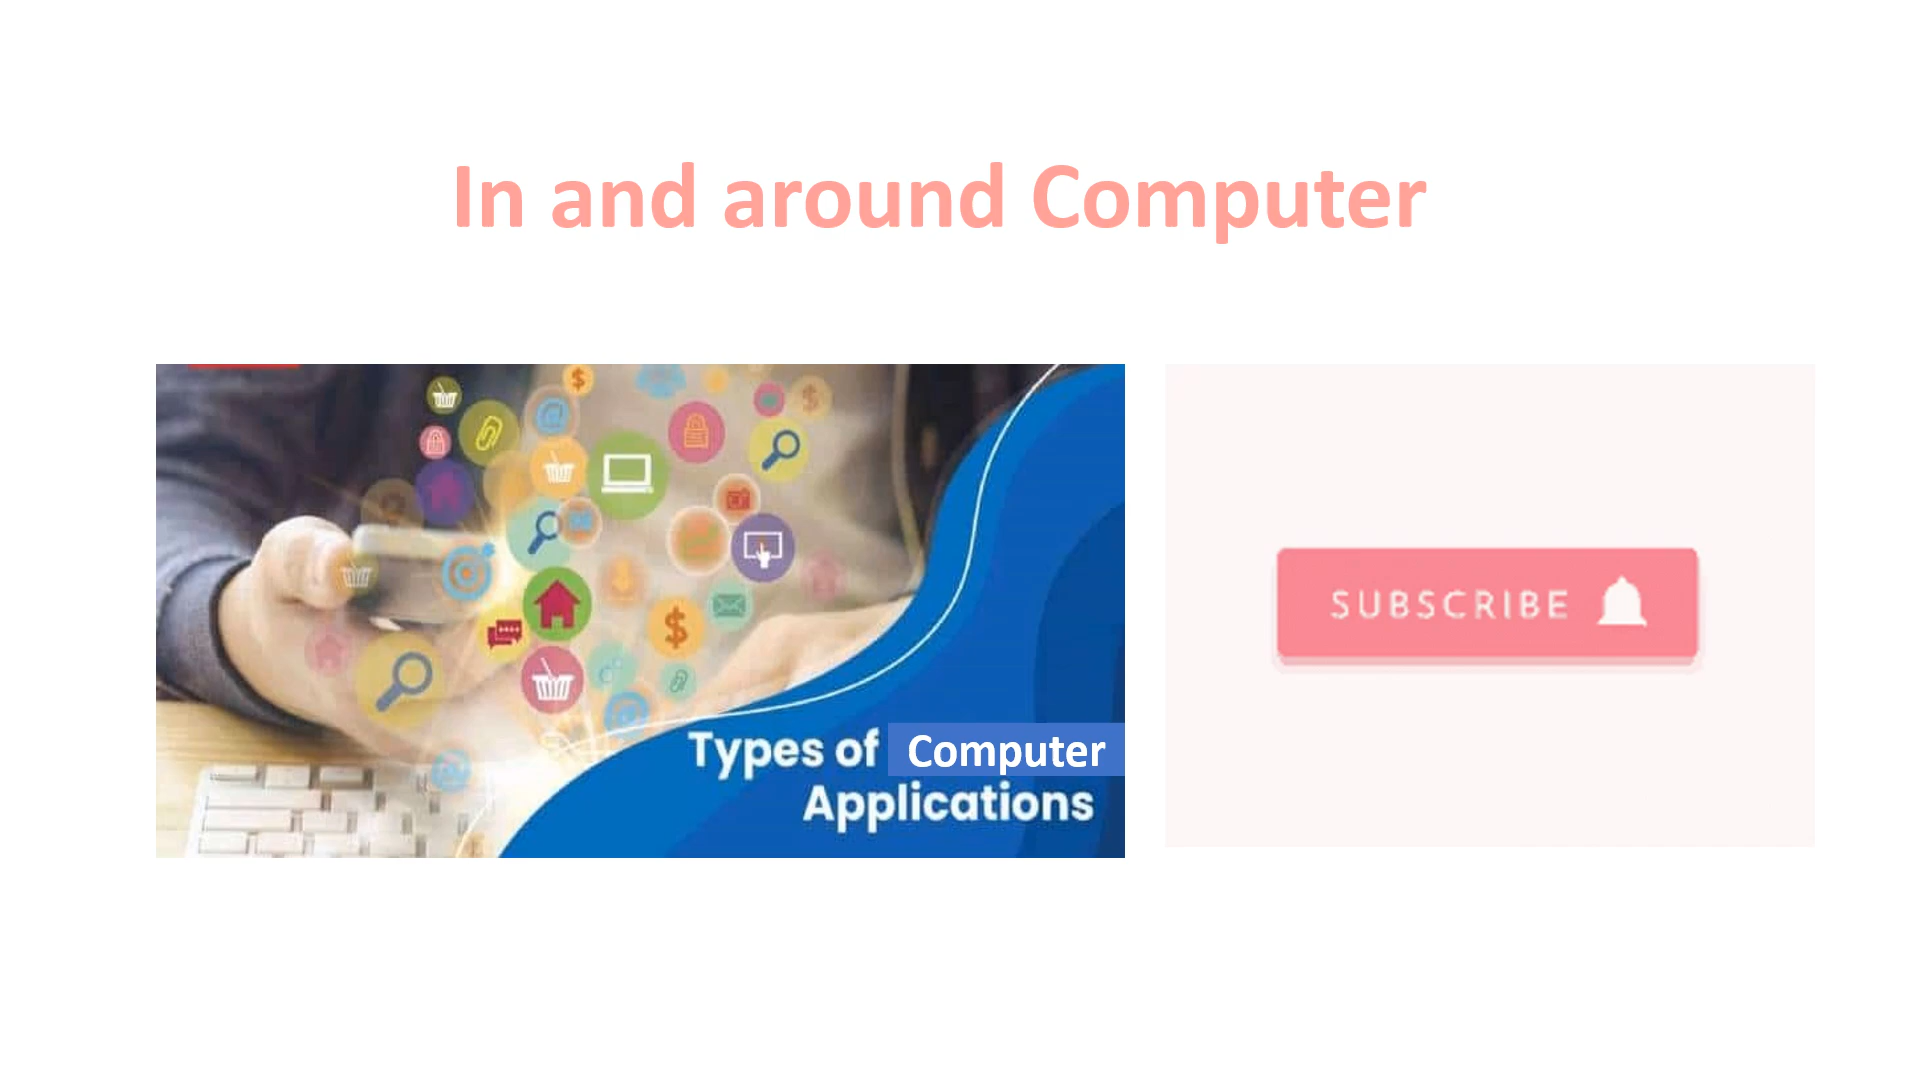 In and around Computer
Types of Computer
Applications
SUBSCRIBE